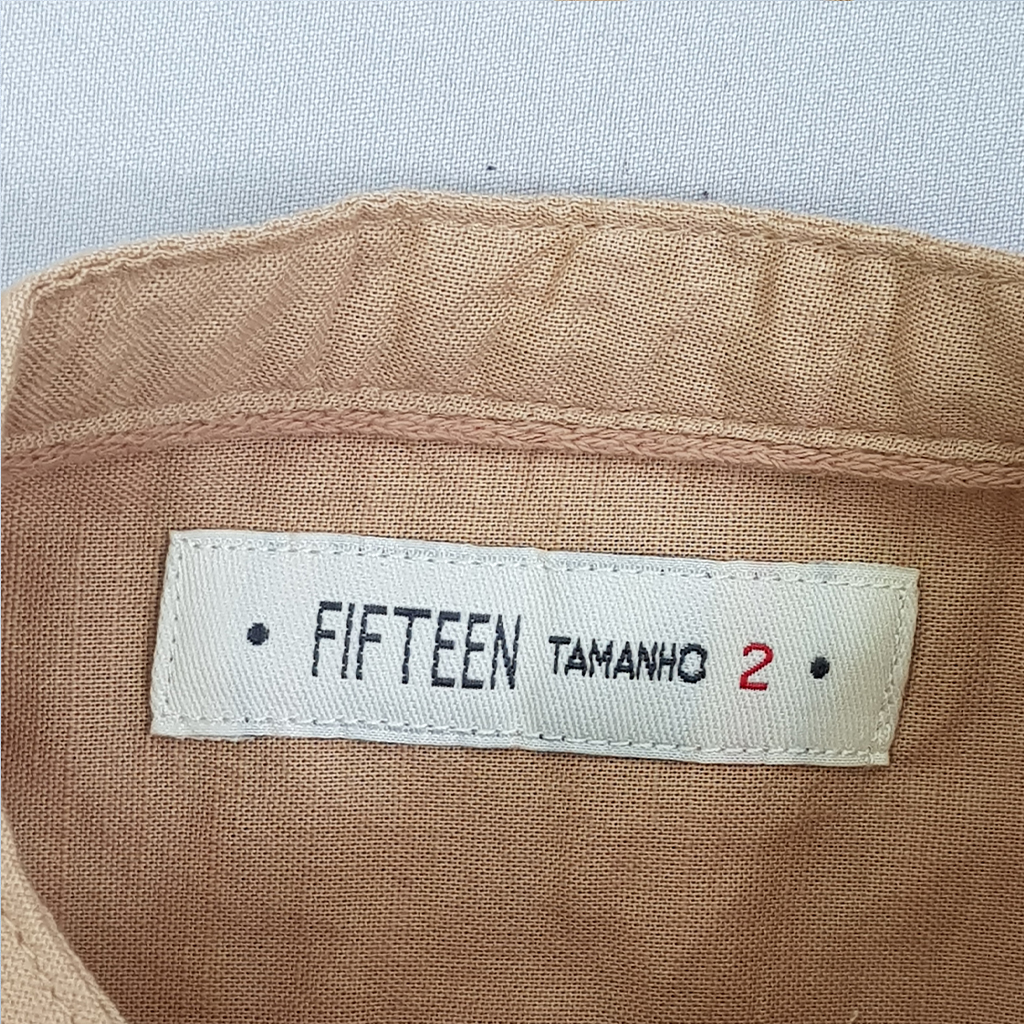 • FIFTEEN TAMANHO 2 •